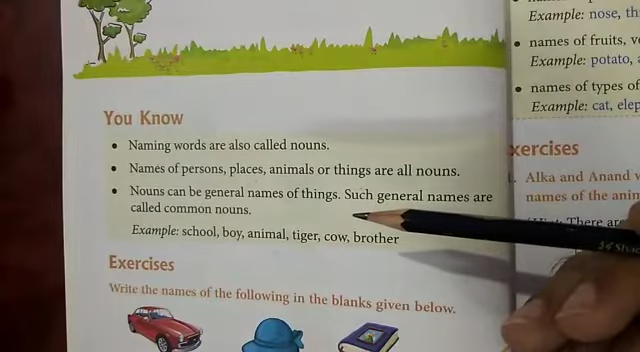 You Know
• Naming words are also called nouns.
• Names of persons, places, animals or things are all nouns.
• Nouns can be general names of things. Such general names are
called common nouns.
Example: school, boy, animal, tiger, cow, brother
Exercises
Write the names of the following in the blanks given below.
Example: nose,
• names of fruits,
Example: potato,
• names of types of
Example: cat,
xercises
Alka and Anand
names of the
There are